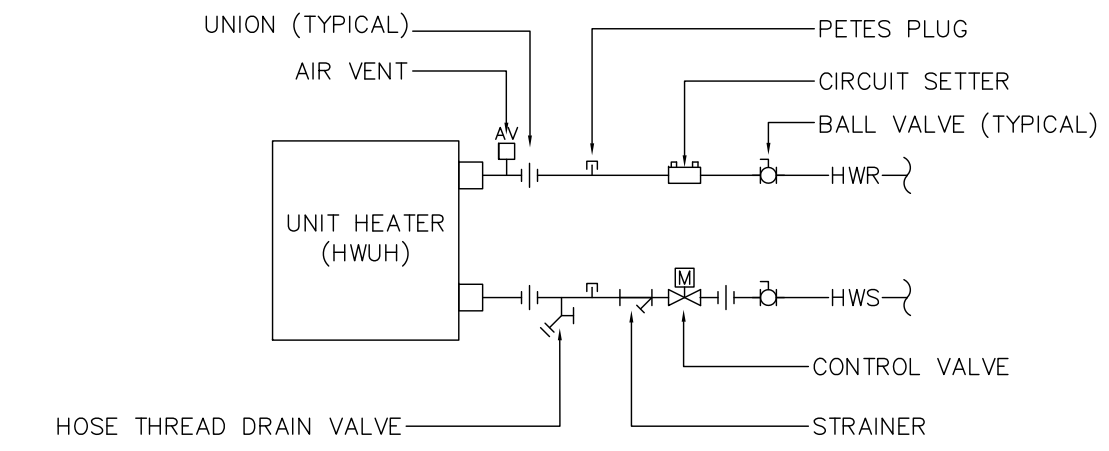 UNION (TYPICAL)
PETES PLUG
AIR VENT
CIRCUIT SETTER
BALL VALVE (TYPICAL)
AV
HWR
UNIT HEATER
(HWUH)
M
HWS
CONTROL VALVE
HOSE THREAD DRAIN VALVE
STRAINER